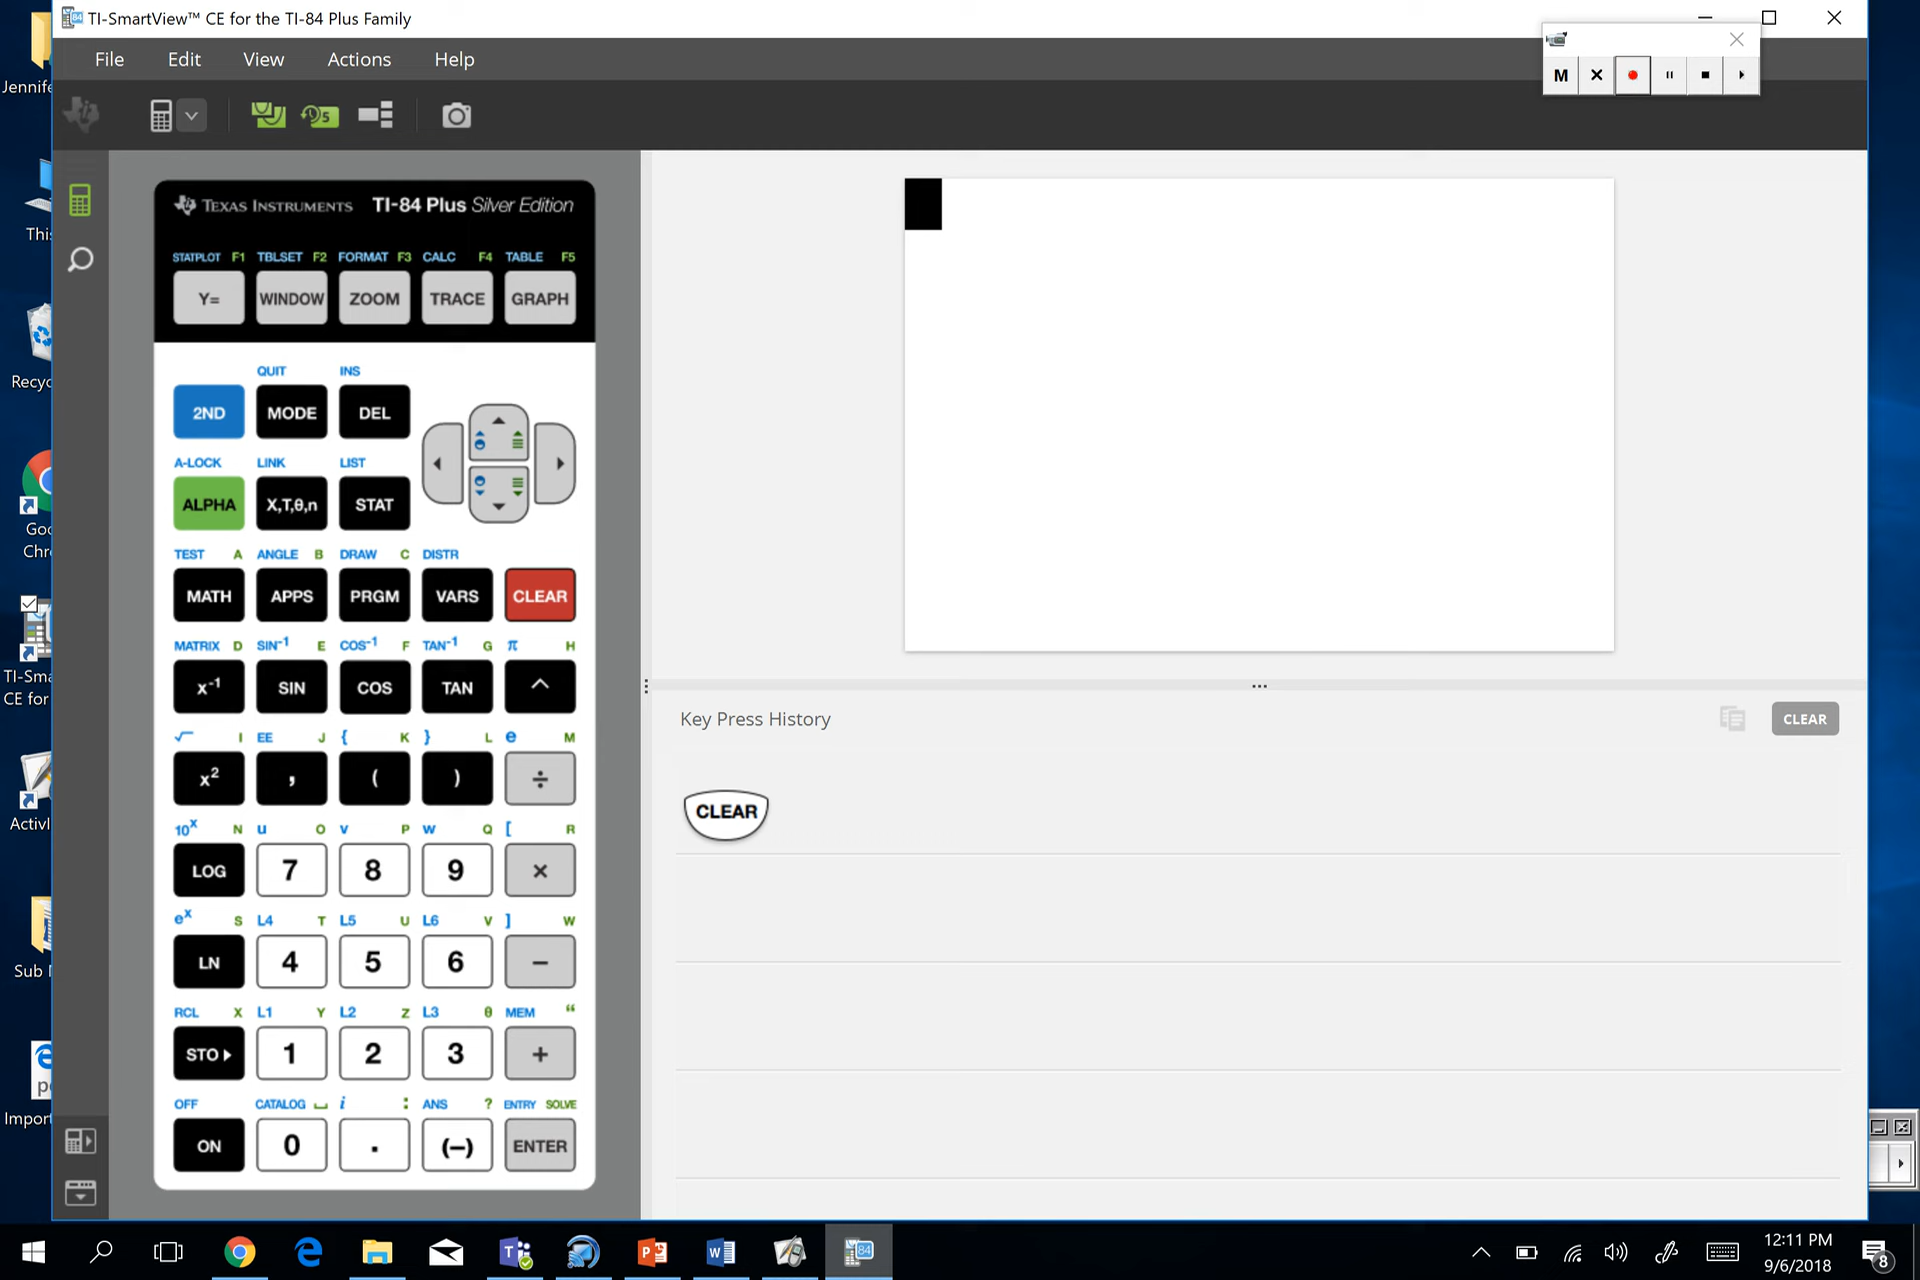 TI-SmartView™ CE for the TI-84 Plus Family
File Edit View Actions Help
M
5
TEXAS INSTRUMENTS TI-84 Plus Silver Edition
STATPLOT F1 TBLSET F2 FORMAT F3 CALC F4 TABLE F5
Y= WINDOW ZOOM TRACE GRAPH
QUIT INS
2ND MODE DEL
A-LOCK LINK LIST
ALPHA X,T,θ,n STAT
TEST A ANGLE B DRAW C DISTR
MATH APPS PRGM VARS CLEAR
MATRIX D SIN⁻¹ E COS⁻¹ F TAN⁻¹ G π H
x⁻¹ SIN COS TAN ^
√ I EE J { K } L e M
x² , ( ) ÷
10ˣ N u O v P w Q [ R
LOG 7 8 9 ×
eˣ S L4 T L5 U L6 V ] W
LN 4 5 6 −
RCL X L1 Y L2 Z L3 θ MEM “
STO▸ 1 2 3 +
OFF CATALOG ⎵ i : ANS ? ENTRY SOLVE
ON 0 . (−) ENTER
Key Press History CLEAR
CLEAR
Jennife
This
Recyc
Goo
Chr
TI-Sma
CE for
ActivI
Sub
Import
12:11 PM
9/6/2018
8
84